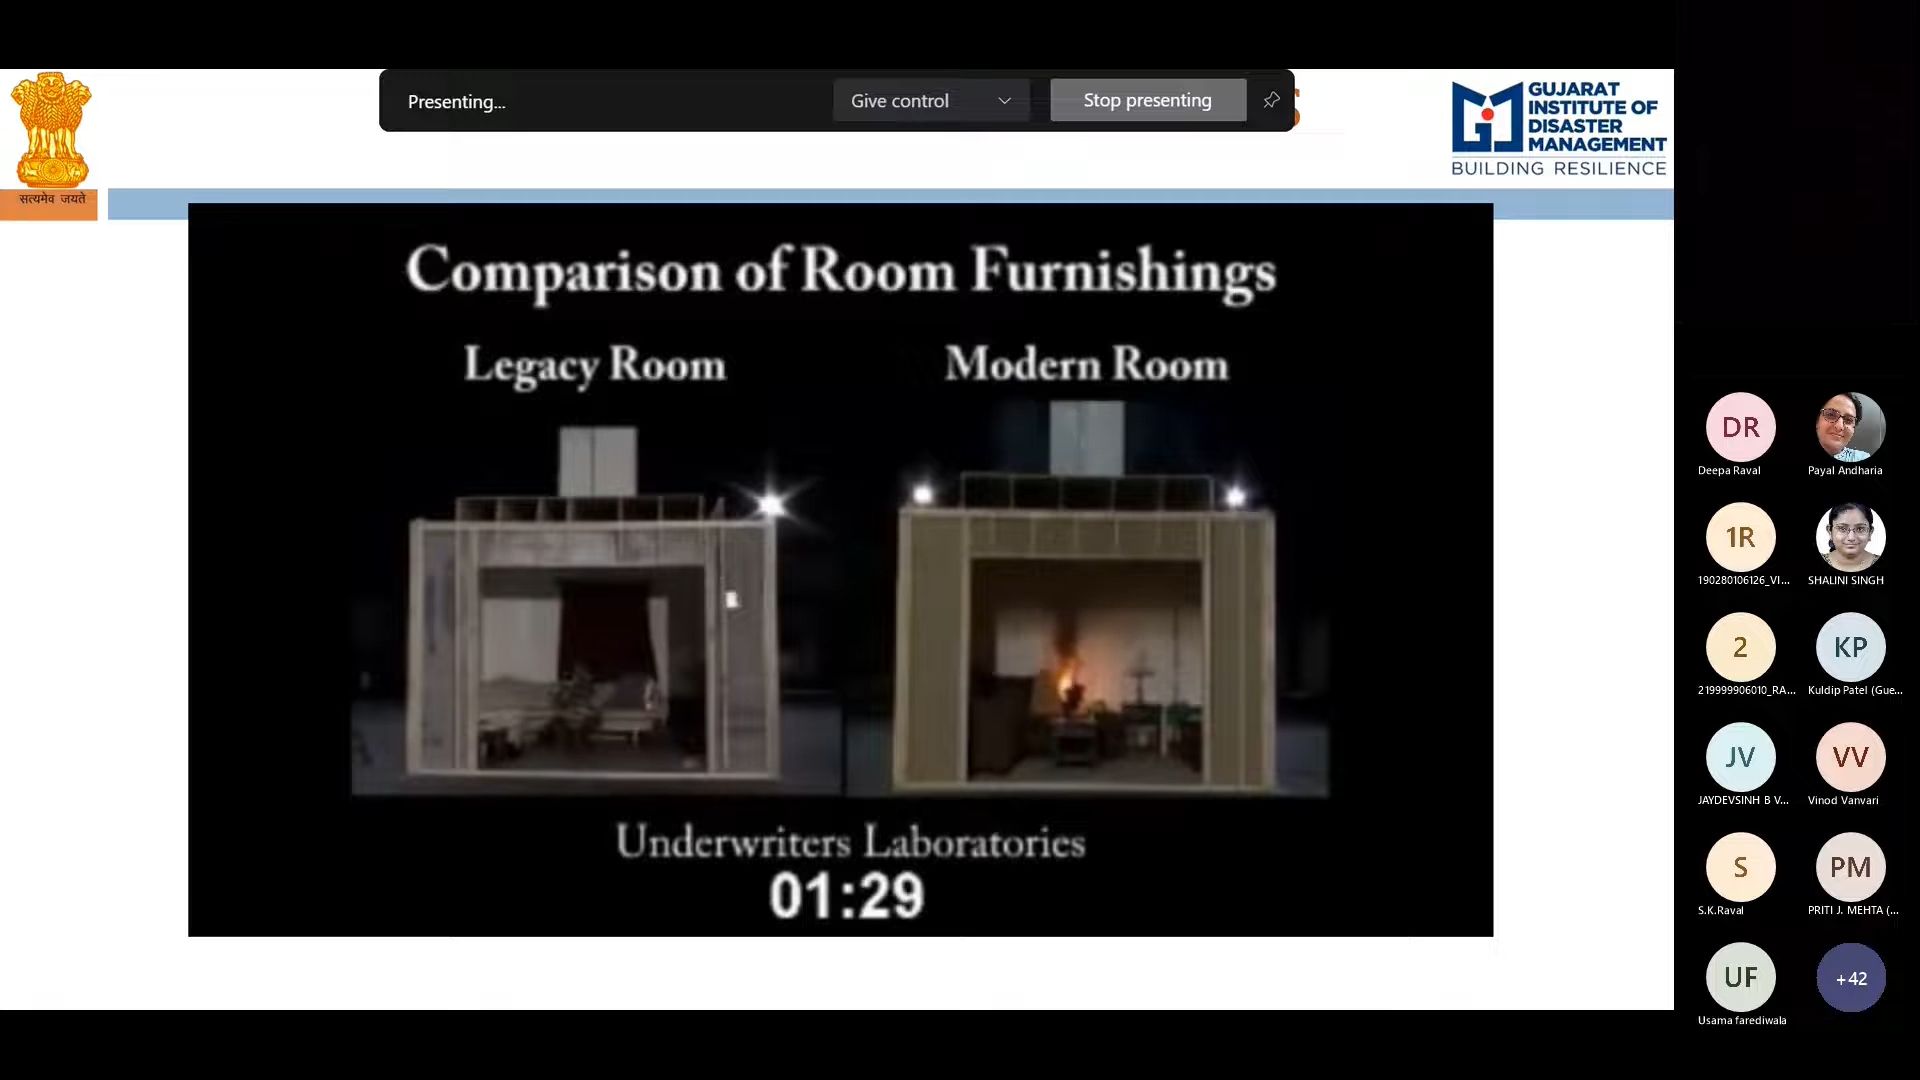 Presenting...
Give control
Stop presenting
सत्यमेव जयते
GUJARAT
INSTITUTE OF
DISASTER
MANAGEMENT
BUILDING RESILIENCE
Comparison of Room Furnishings
Legacy Room
Modern Room
Underwriters Laboratories
01:29
DR
Deepa Raval
Payal Andharia
1R
190280106126_VI...
SHALINI SINGH
2
219999906010_RA...
KP
Kuldip Patel (Gue...
JV
JAYDEVSINH B V...
VV
Vinod Vanvari
S
S.K.Raval
PM
PRITI J. MEHTA (...
UF
Usama farediwala
+42